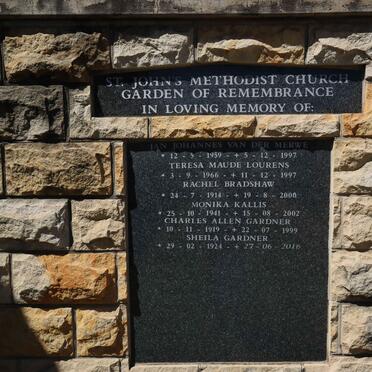 ST. JOHN'S METHODIST CHURCH
GARDEN OF REMEMBRANCE
IN LOVING MEMORY OF:
JAN JOHANNES VAN DER MERWE
* 12 - 5 - 1959 - + 5 - 12 - 1997
TERESA MAUDE LOURENS
* 3 - 9 - 1966 - + 11 - 12 - 1997
RACHEL BRADSHAW
* 24 - 7 - 1914 - + 19 - 8 - 2000
MONIKA KALLIS
* 25 - 10 - 1941 - + 15 - 08 - 2002
CHARLES ALLEN GARDNER
* 10 - 11 - 1919 - + 22 - 07 - 1999
SHEILA GARDNER
* 29 - 02 - 1924 - + 27 - 06 - 2016